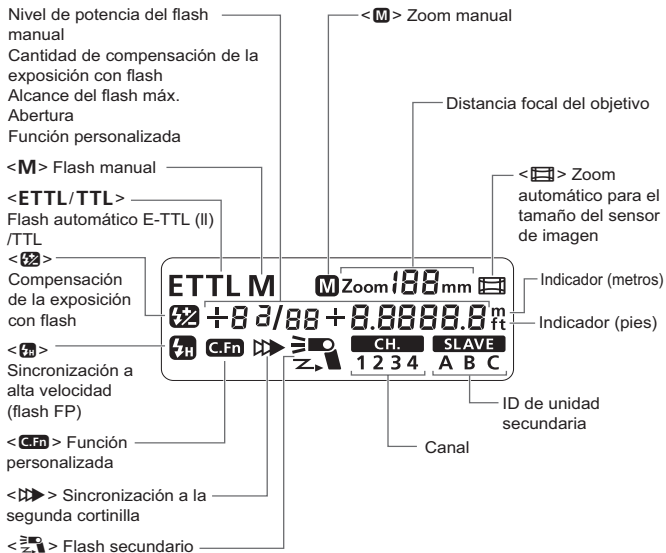 Nivel de potencia del flash
manual
Cantidad de compensación de la
exposición con flash
Alcance del flash máx.
Abertura
Función personalizada
<M> Zoom manual
Distancia focal del objetivo
<M> Flash manual
<ETTL/TTL>
Flash automático E-TTL (II)
/TTL
< > Zoom
automático para el
tamaño del sensor
de imagen
< >
Compensación
de la exposición
con flash
ETTL M M Zoom 188 mm
+8 8/88 +8.8888.8 m ft
Indicador (metros)
Indicador (pies)
H C.Fn CH. SLAVE
1 2 3 4 A B C
< H >
Sincronización a
alta velocidad
(flash FP)
ID de unidad
secundaria
Canal
<C.Fn> Función
personalizada
< > Sincronización a la
segunda cortinilla
< > Flash secundario